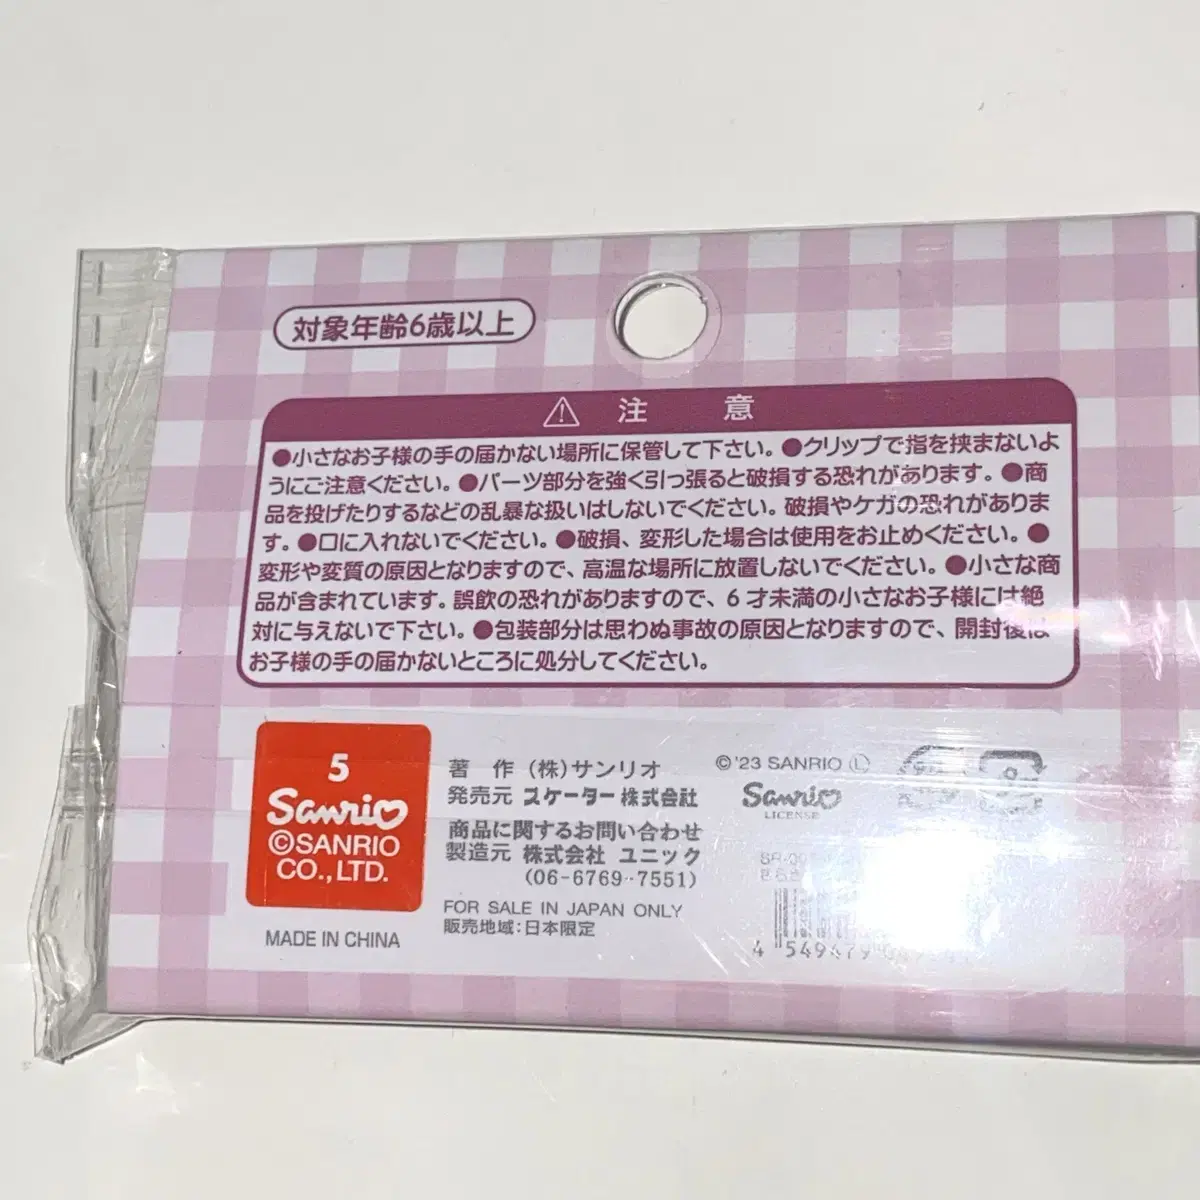 対象年齢6歳以上
⚠ 注 意
●小さなお子様の手の届かない場所に保管して下さい。●クリップで指を挟まないよ
うにご注意ください。●パーツ部分を強く引っ張ると破損する恐れがあります。●商
品を投げたりするなどの乱暴な扱いはしないでください。破損やケガの恐れがありま
す。●口に入れないでください。●破損、変形した場合は使用をお止めください。●
変形や変質の原因となりますので、高温な場所に放置しないでください。●小さな商
品が含まれています。誤飲の恐れがありますので、6才未満の小さなお子様には絶
対に与えないで下さい。●包装部分は思わぬ事故の原因となりますので、開封後は
お子様の手の届かないところに処分してください。
5
Sanrio
©SANRIO
CO.,LTD.
MADE IN CHINA
著 作 (株)サンリオ
発売元 スケーター株式会社
商品に関するお問い合わせ
製造元 株式会社 ユニック
(06-6769-7551)
FOR SALE IN JAPAN ONLY
販売地域:日本限定
©'23 SANRIO Ⓛ
Sanrio
LICENSE
4 549479